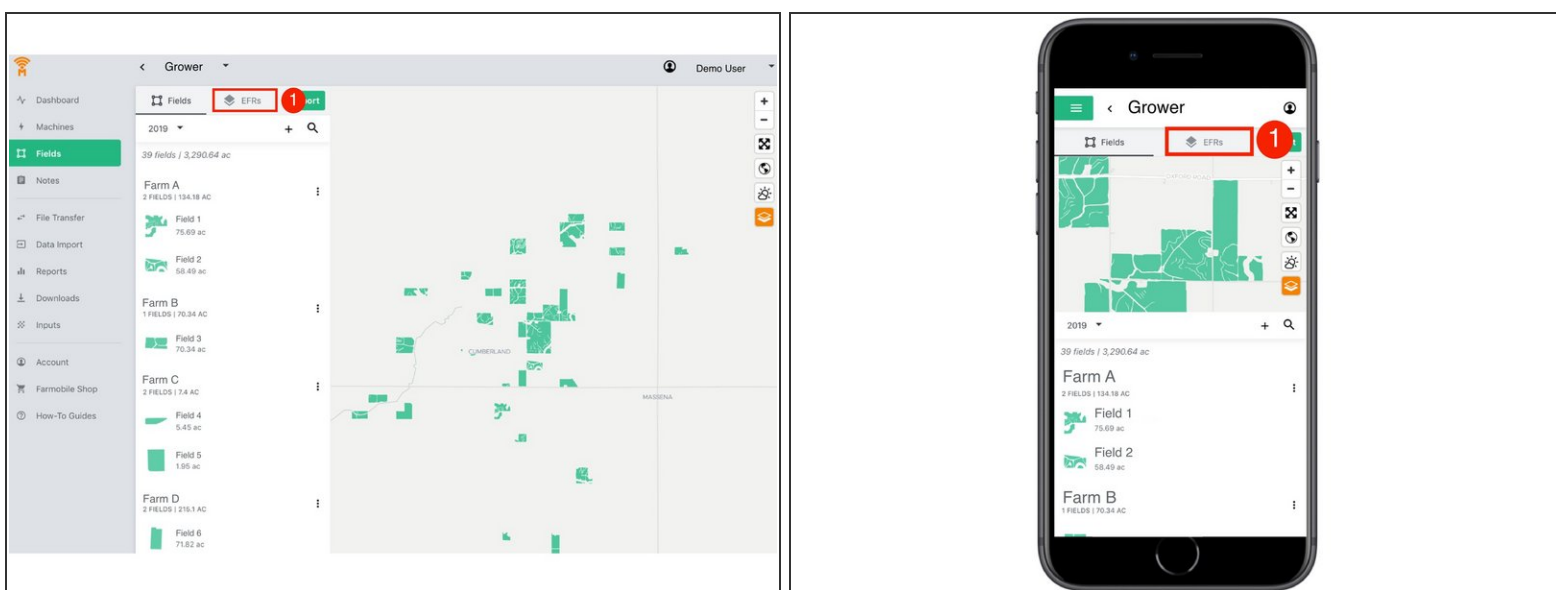 Grower
Demo User
Dashboard
Machines
Fields
Notes
File Transfer
Data Import
Reports
Downloads
Inputs
Account
Farmobile Shop
How-To Guides
Fields
EFRs
1
ort
2019
+
39 fields / 3,290.64 ac
Farm A
2 FIELDS | 134.18 AC
Field 1
75.69 ac
Field 2
58.49 ac
Farm B
1 FIELDS | 70.34 AC
Field 3
70.34 ac
Farm C
2 FIELDS | 7.4 AC
Field 4
5.45 ac
Field 5
1.95 ac
Farm D
2 FIELDS | 215.1 AC
Field 6
71.82 ac
CUMBERLAND
MASSENA
+
−
Grower
Fields
EFRs
1
t
+
−
2019
+
39 fields / 3,290.64 ac
Farm A
2 FIELDS | 134.18 AC
Field 1
75.69 ac
Field 2
58.49 ac
Farm B
1 FIELDS | 70.34 AC